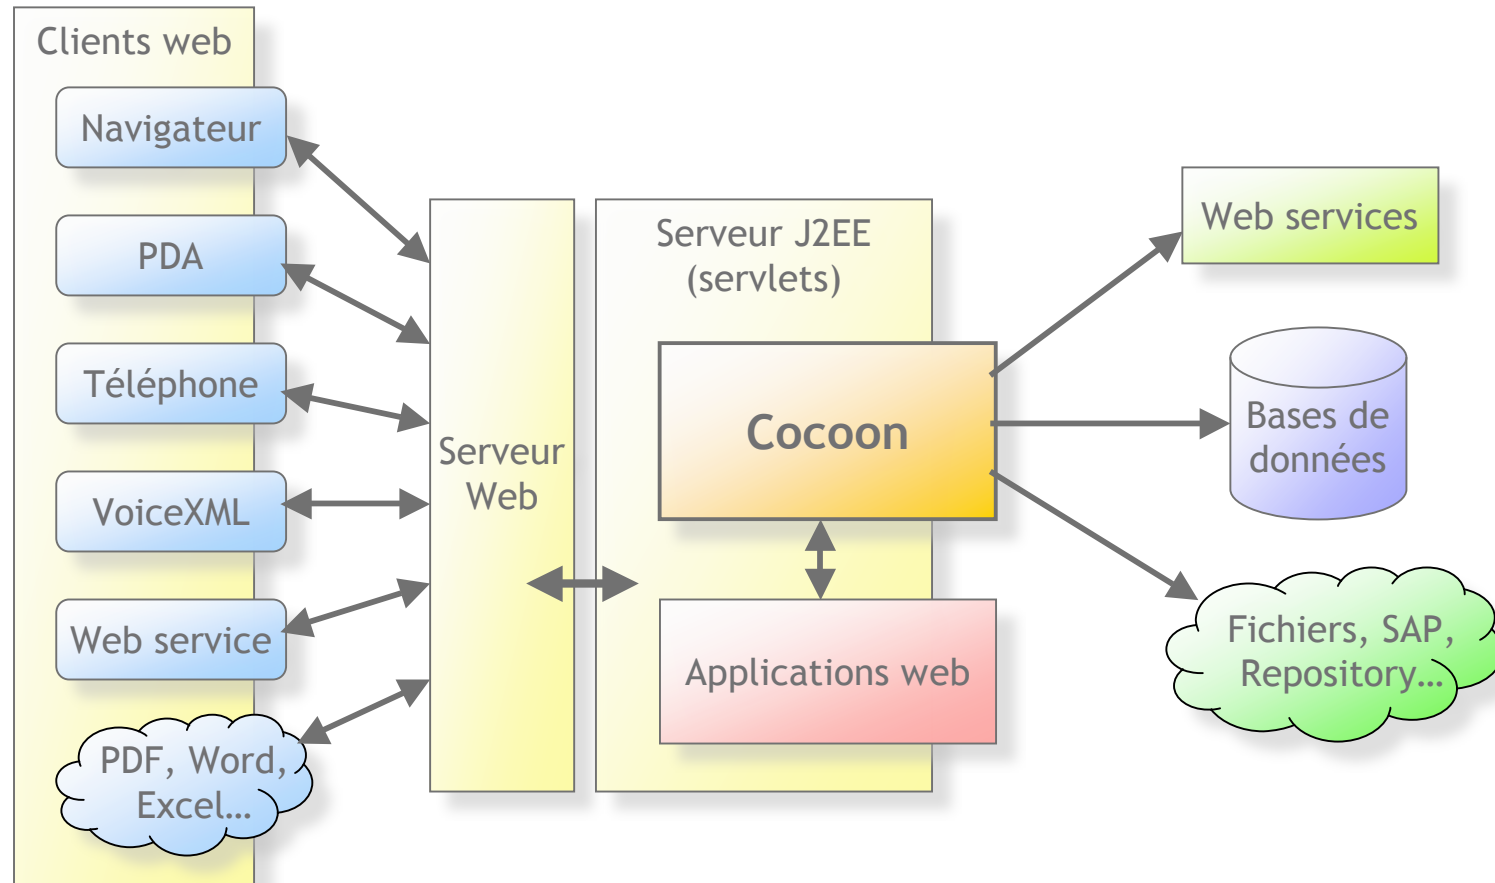 Clients web
Navigateur
PDA
Téléphone
VoiceXML
Web service
PDF, Word,
Excel…
Serveur
Web
Serveur J2EE
(servlets)
Cocoon
Applications web
Web services
Bases de
données
Fichiers, SAP,
Repository…